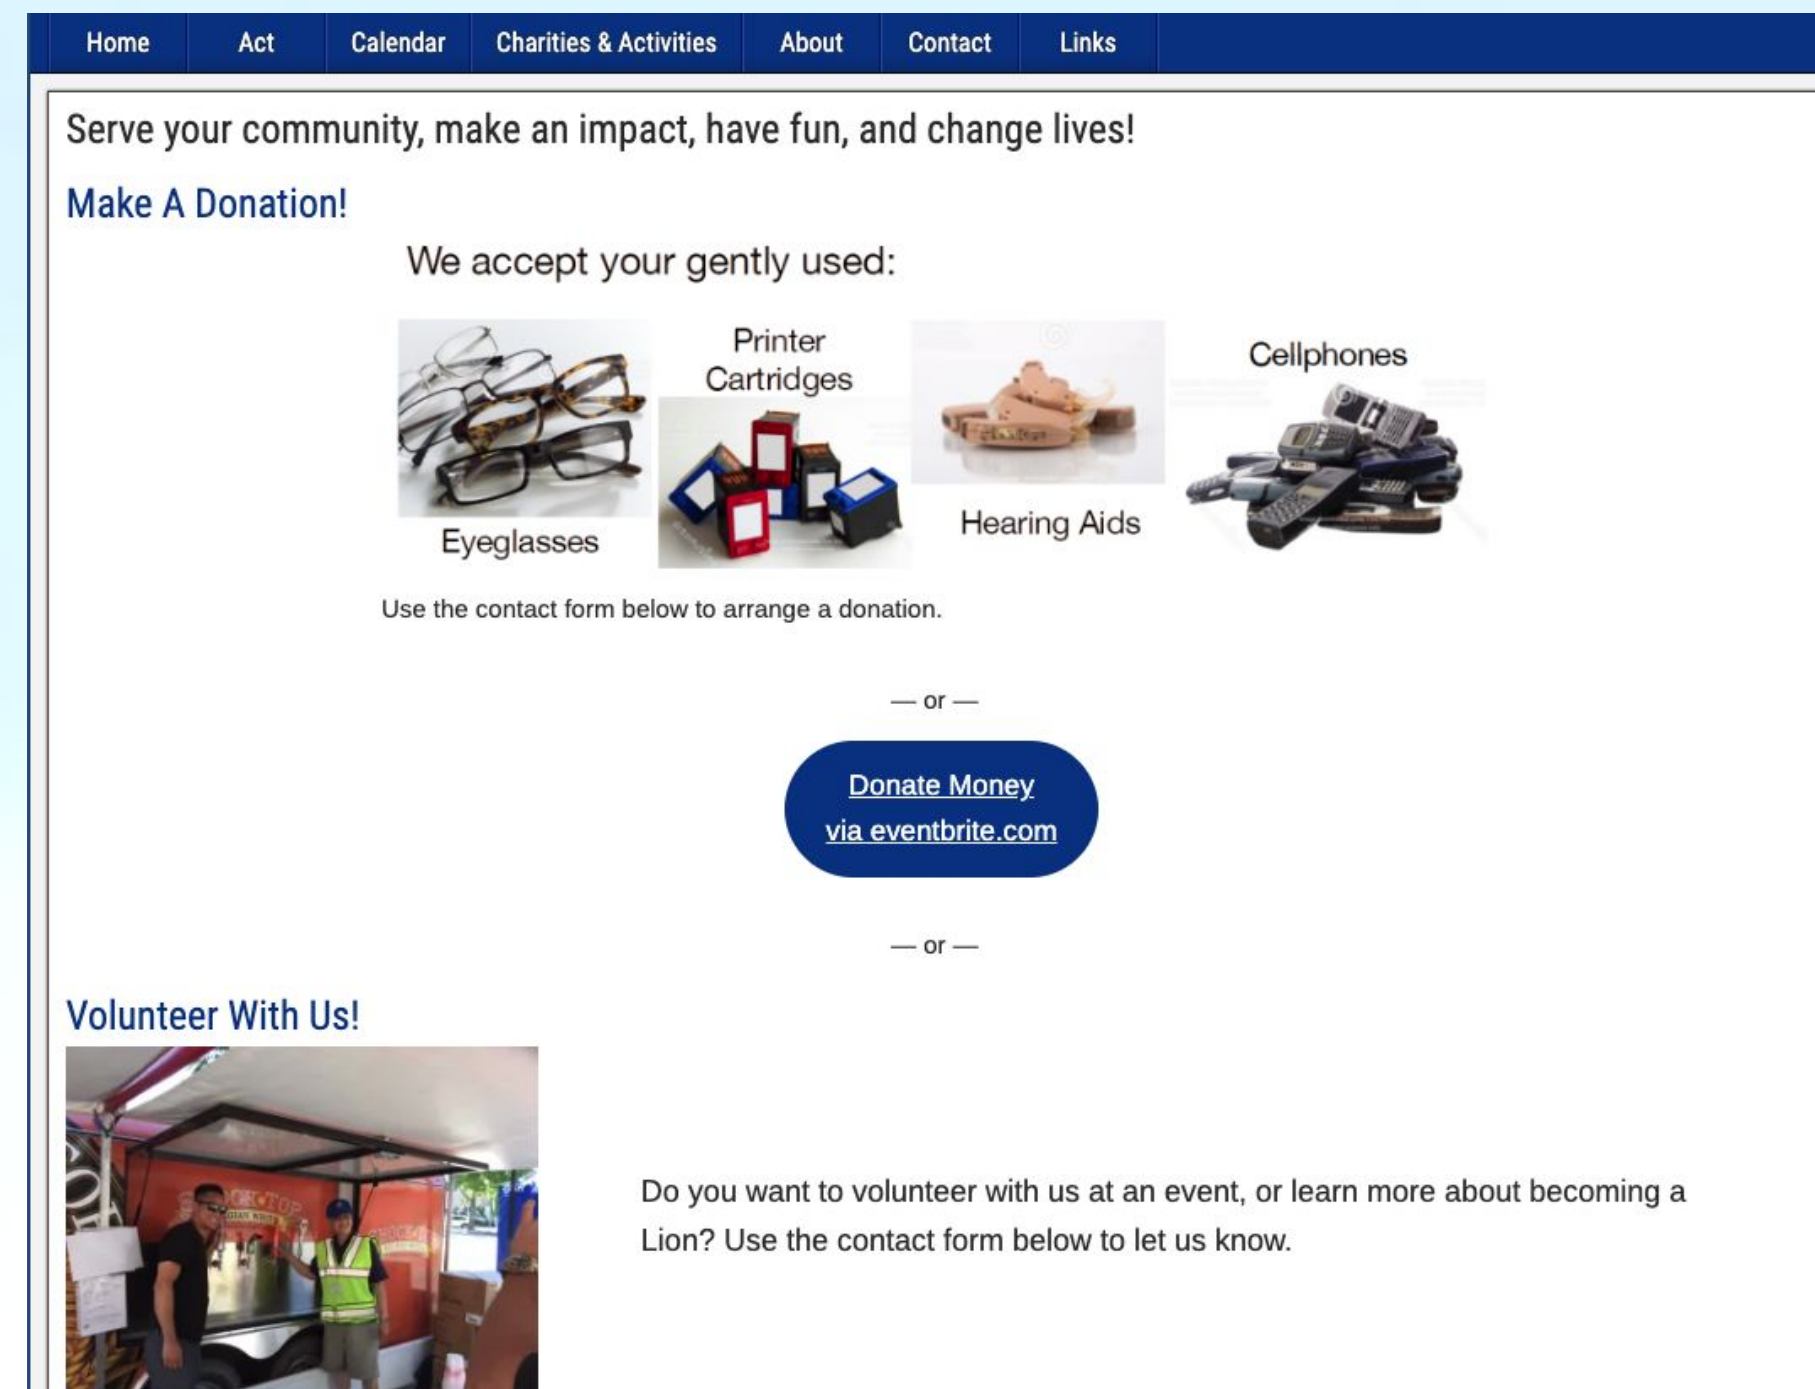 Home Act Calendar Charities & Activities About Contact Links
Serve your community, make an impact, have fun, and change lives!
Make A Donation!
We accept your gently used:
Eyeglasses
Printer
Cartridges
Hearing Aids
Cellphones
Use the contact form below to arrange a donation.
— or —
Donate Money
via eventbrite.com
— or —
Volunteer With Us!
Do you want to volunteer with us at an event, or learn more about becoming a
Lion? Use the contact form below to let us know.